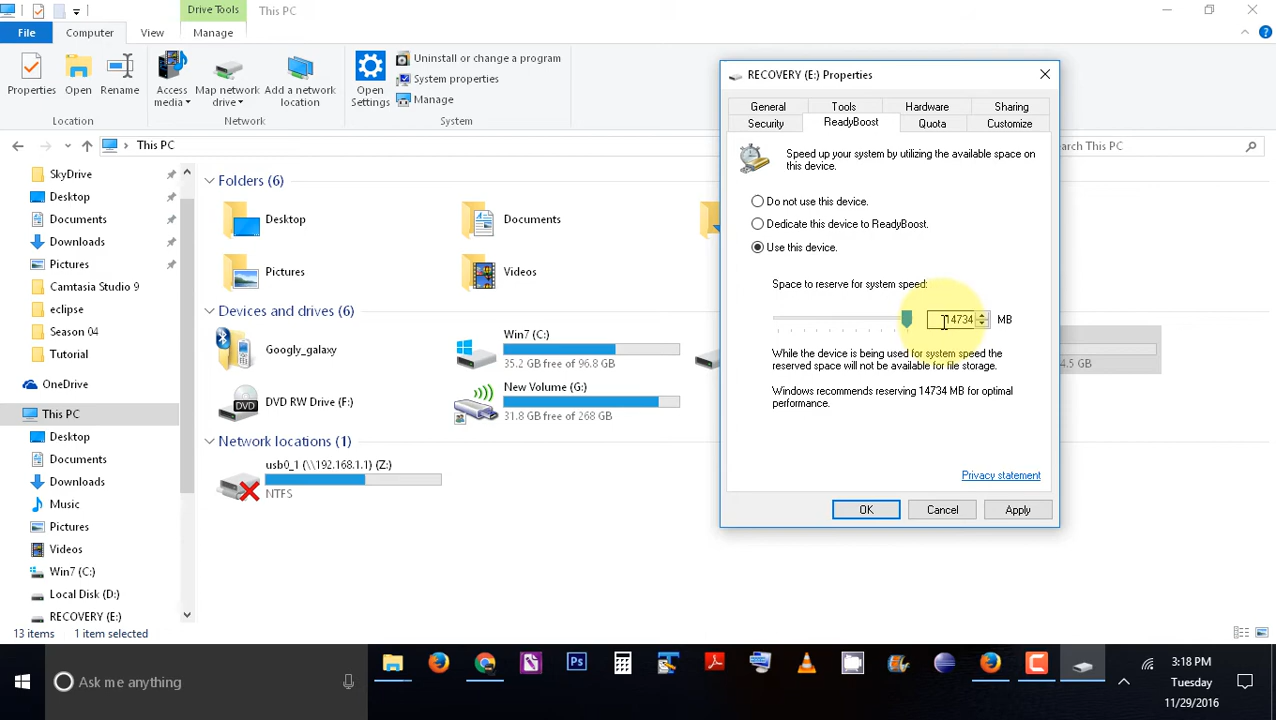 Drive Tools
This PC
File
Computer
View
Manage
Properties
Open
Rename
Access media
Map network drive
Add a network location
Open Settings
Uninstall or change a program
System properties
Manage
Location
Network
System
This PC
earch This PC
SkyDrive
Desktop
Documents
Downloads
Pictures
Camtasia Studio 9
eclipse
Season 04
Tutorial
OneDrive
This PC
Desktop
Documents
Downloads
Music
Pictures
Videos
Win7 (C:)
Local Disk (D:)
RECOVERY (E:)
Folders (6)
Desktop
Documents
Pictures
Videos
Devices and drives (6)
Googly_galaxy
Win7 (C:)
35.2 GB free of 96.8 GB
4.5 GB
DVD RW Drive (F:)
New Volume (G:)
31.8 GB free of 268 GB
Network locations (1)
usb0_1 (\\192.168.1.1) (Z:)
NTFS
RECOVERY (E:) Properties
General
Tools
Hardware
Sharing
Security
ReadyBoost
Quota
Customize
Speed up your system by utilizing the available space on
this device.
Do not use this device.
Dedicate this device to ReadyBoost.
Use this device.
Space to reserve for system speed:
14734 MB
While the device is being used for system speed the
reserved space will not be available for file storage.
Windows recommends reserving 14734 MB for optimal
performance.
Privacy statement
OK
Cancel
Apply
13 items
1 item selected
Ask me anything
Ps
3:18 PM
Tuesday
11/29/2016